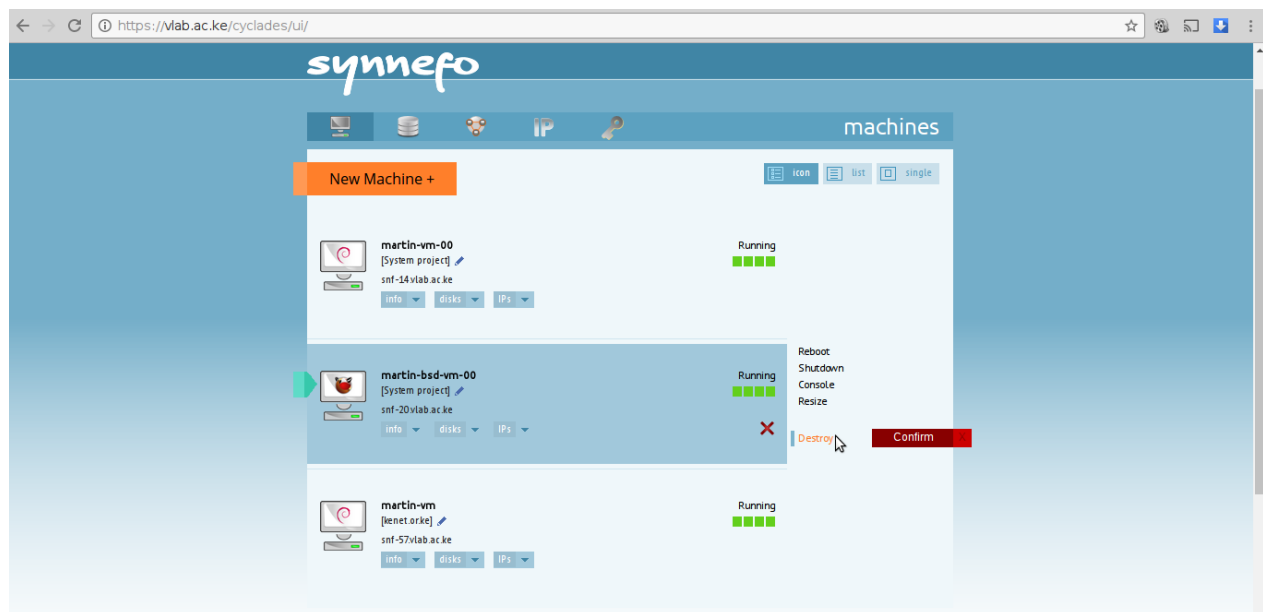 https://vlab.ac.ke/cyclades/ui/
synnefo
IP
machines
New Machine +
icon
list
single
martin-vm-00
Running
[System project]
snf-14.vlab.ac.ke
info
disks
IPs
martin-bsd-vm-00
Running
[System project]
snf-20.vlab.ac.ke
info
disks
IPs
Reboot
Shutdown
Console
Resize
Destroy
Confirm
X
martin-vm
Running
[kenet.or.ke]
snf-57.vlab.ac.ke
info
disks
IPs